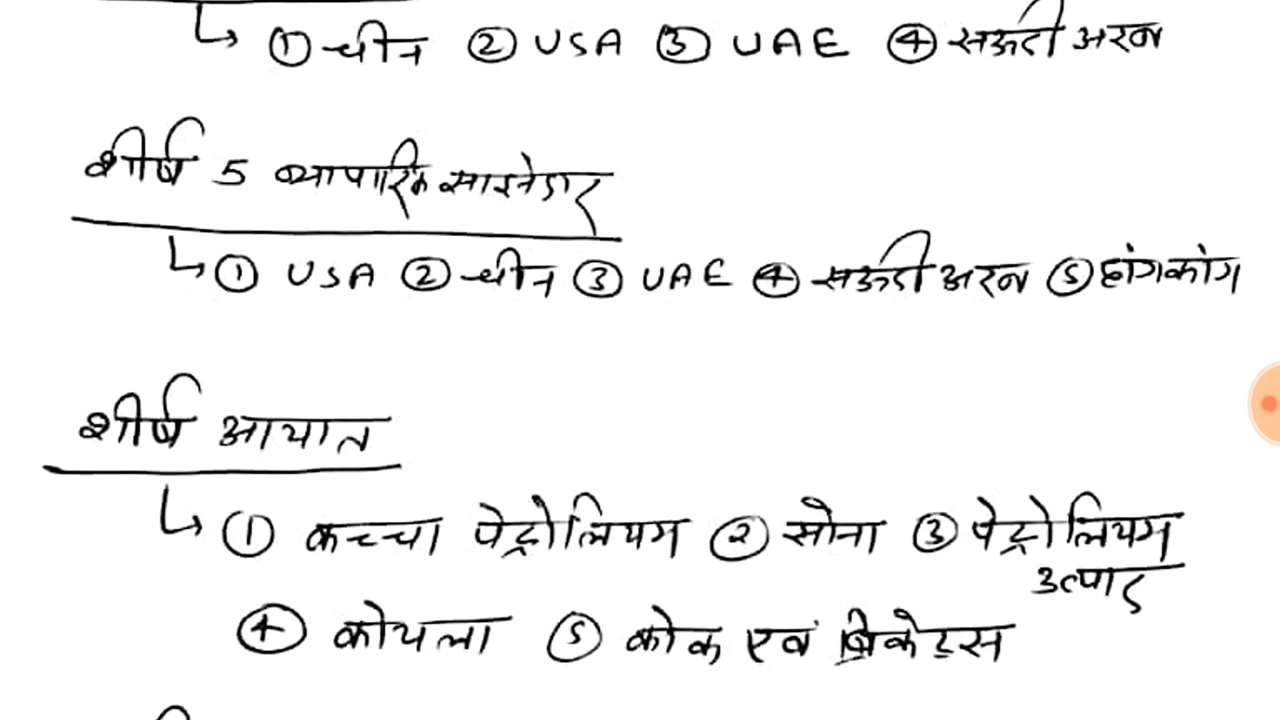 ↳ ① चीन ② USA ③ UAE ④ सऊदी अरब
शीर्ष 5 व्यापारिक साझेदार
↳ ① USA ② चीन ③ UAE ④ सऊदी अरब ⑤ हांगकांग
शीर्ष आयात
↳ ① कच्चा पेट्रोलियम ② सोना ③ पेट्रोलियम
उत्पाद
④ कोयला ⑤ कोक एवं ब्रिकेट्स